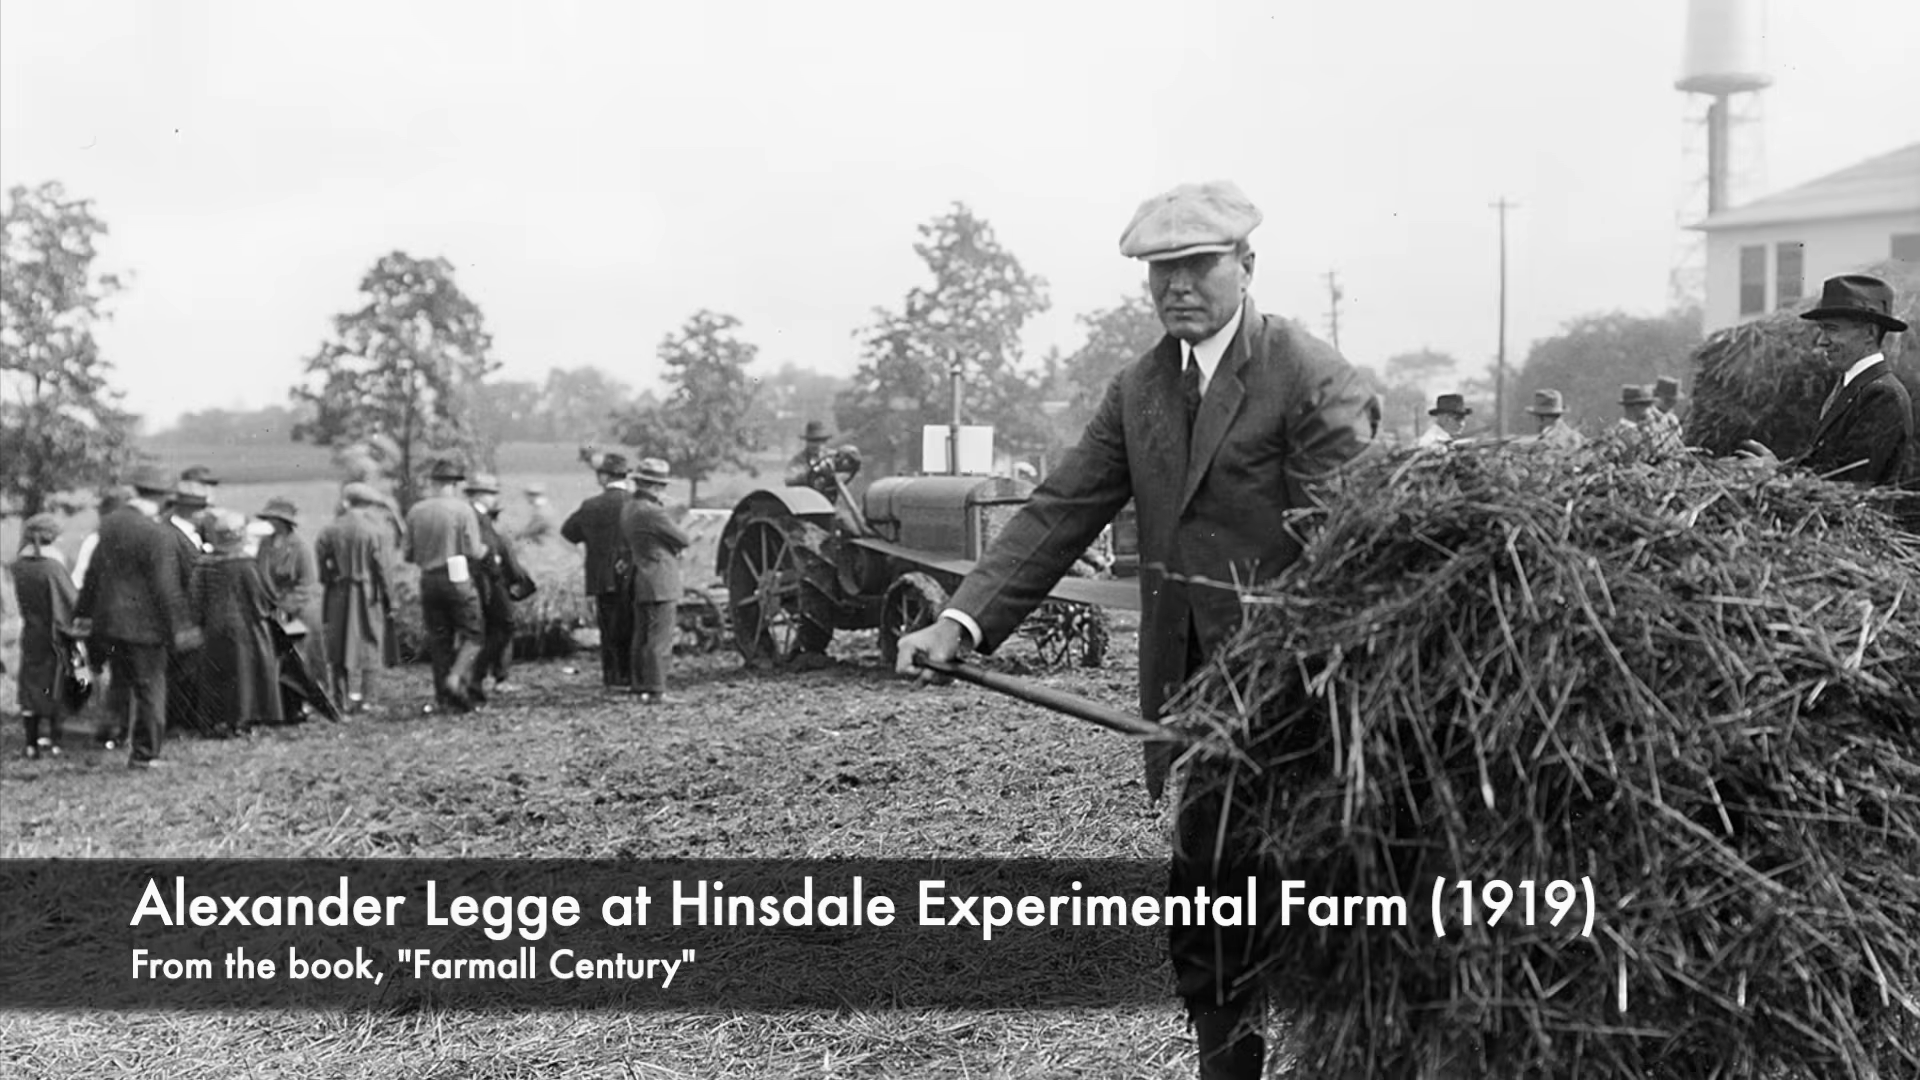 Alexander Legge at Hinsdale Experimental Farm (1919)
From the book, "Farmall Century"